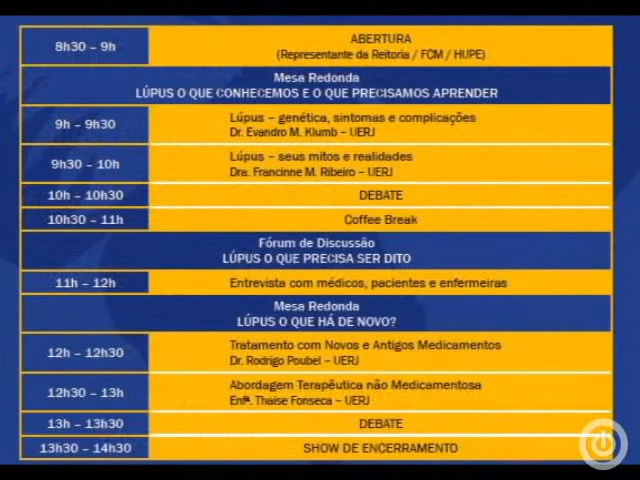 8h30 – 9h
ABERTURA
(Representante da Reitoria / FCM / HUPE)
Mesa Redonda
LÚPUS O QUE CONHECEMOS E O QUE PRECISAMOS APRENDER
9h – 9h30
Lúpus – genética, sintomas e complicações
Dr. Evandro M. Klumb – UERJ
9h30 – 10h
Lúpus – seus mitos e realidades
Dra. Francinne M. Ribeiro – UERJ
10h – 10h30
DEBATE
10h30 – 11h
Coffee Break
Fórum de Discussão
LÚPUS O QUE PRECISA SER DITO
11h – 12h
Entrevista com médicos, pacientes e enfermeiras
Mesa Redonda
LÚPUS O QUE HÁ DE NOVO?
12h – 12h30
Tratamento com Novos e Antigos Medicamentos
Dr. Rodrigo Poubel – UERJ
12h30 – 13h
Abordagem Terapêutica não Medicamentosa
Enfª. Thaise Fonseca – UERJ
13h – 13h30
DEBATE
13h30 – 14h30
SHOW DE ENCERRAMENTO